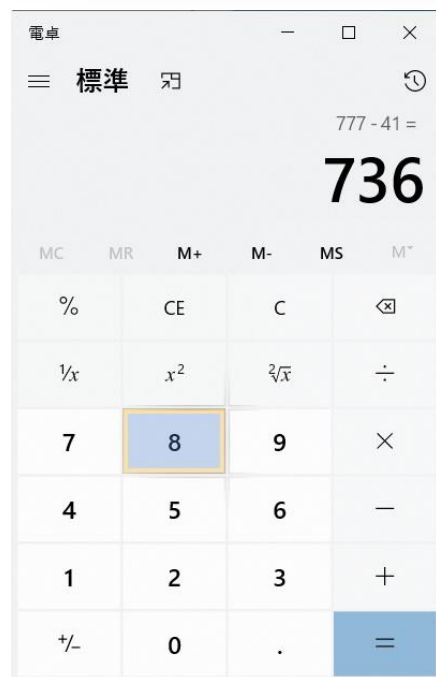 電卓
標準
777 - 41 =
736
MC MR M+ M- MS M˅
% CE C
¹/x x² ²√x ÷
7 8 9 ×
4 5 6 −
1 2 3 +
+/− 0 . =